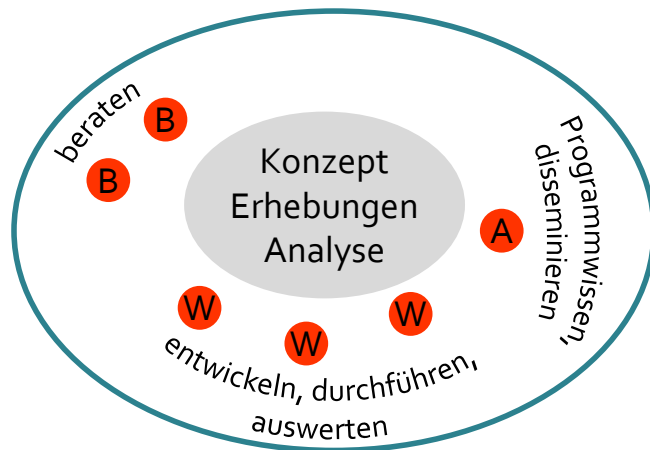 beraten
B
B
Konzept
Erhebungen
Analyse
A
Programmwissen,
disseminieren
W
W
W
entwickeln, durchführen,
auswerten